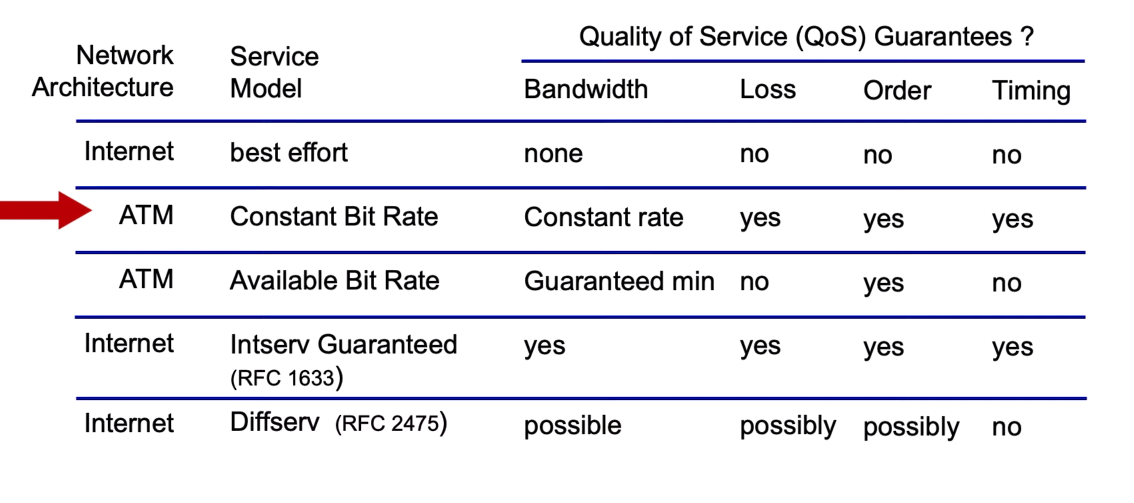 Quality of Service (QoS) Guarantees ?
Network Architecture Service Model Bandwidth Loss Order Timing
Internet best effort none no no no
ATM Constant Bit Rate Constant rate yes yes yes
ATM Available Bit Rate Guaranteed min no yes no
Internet Intserv Guaranteed (RFC 1633) yes yes yes yes
Internet Diffserv (RFC 2475) possible possibly possibly no